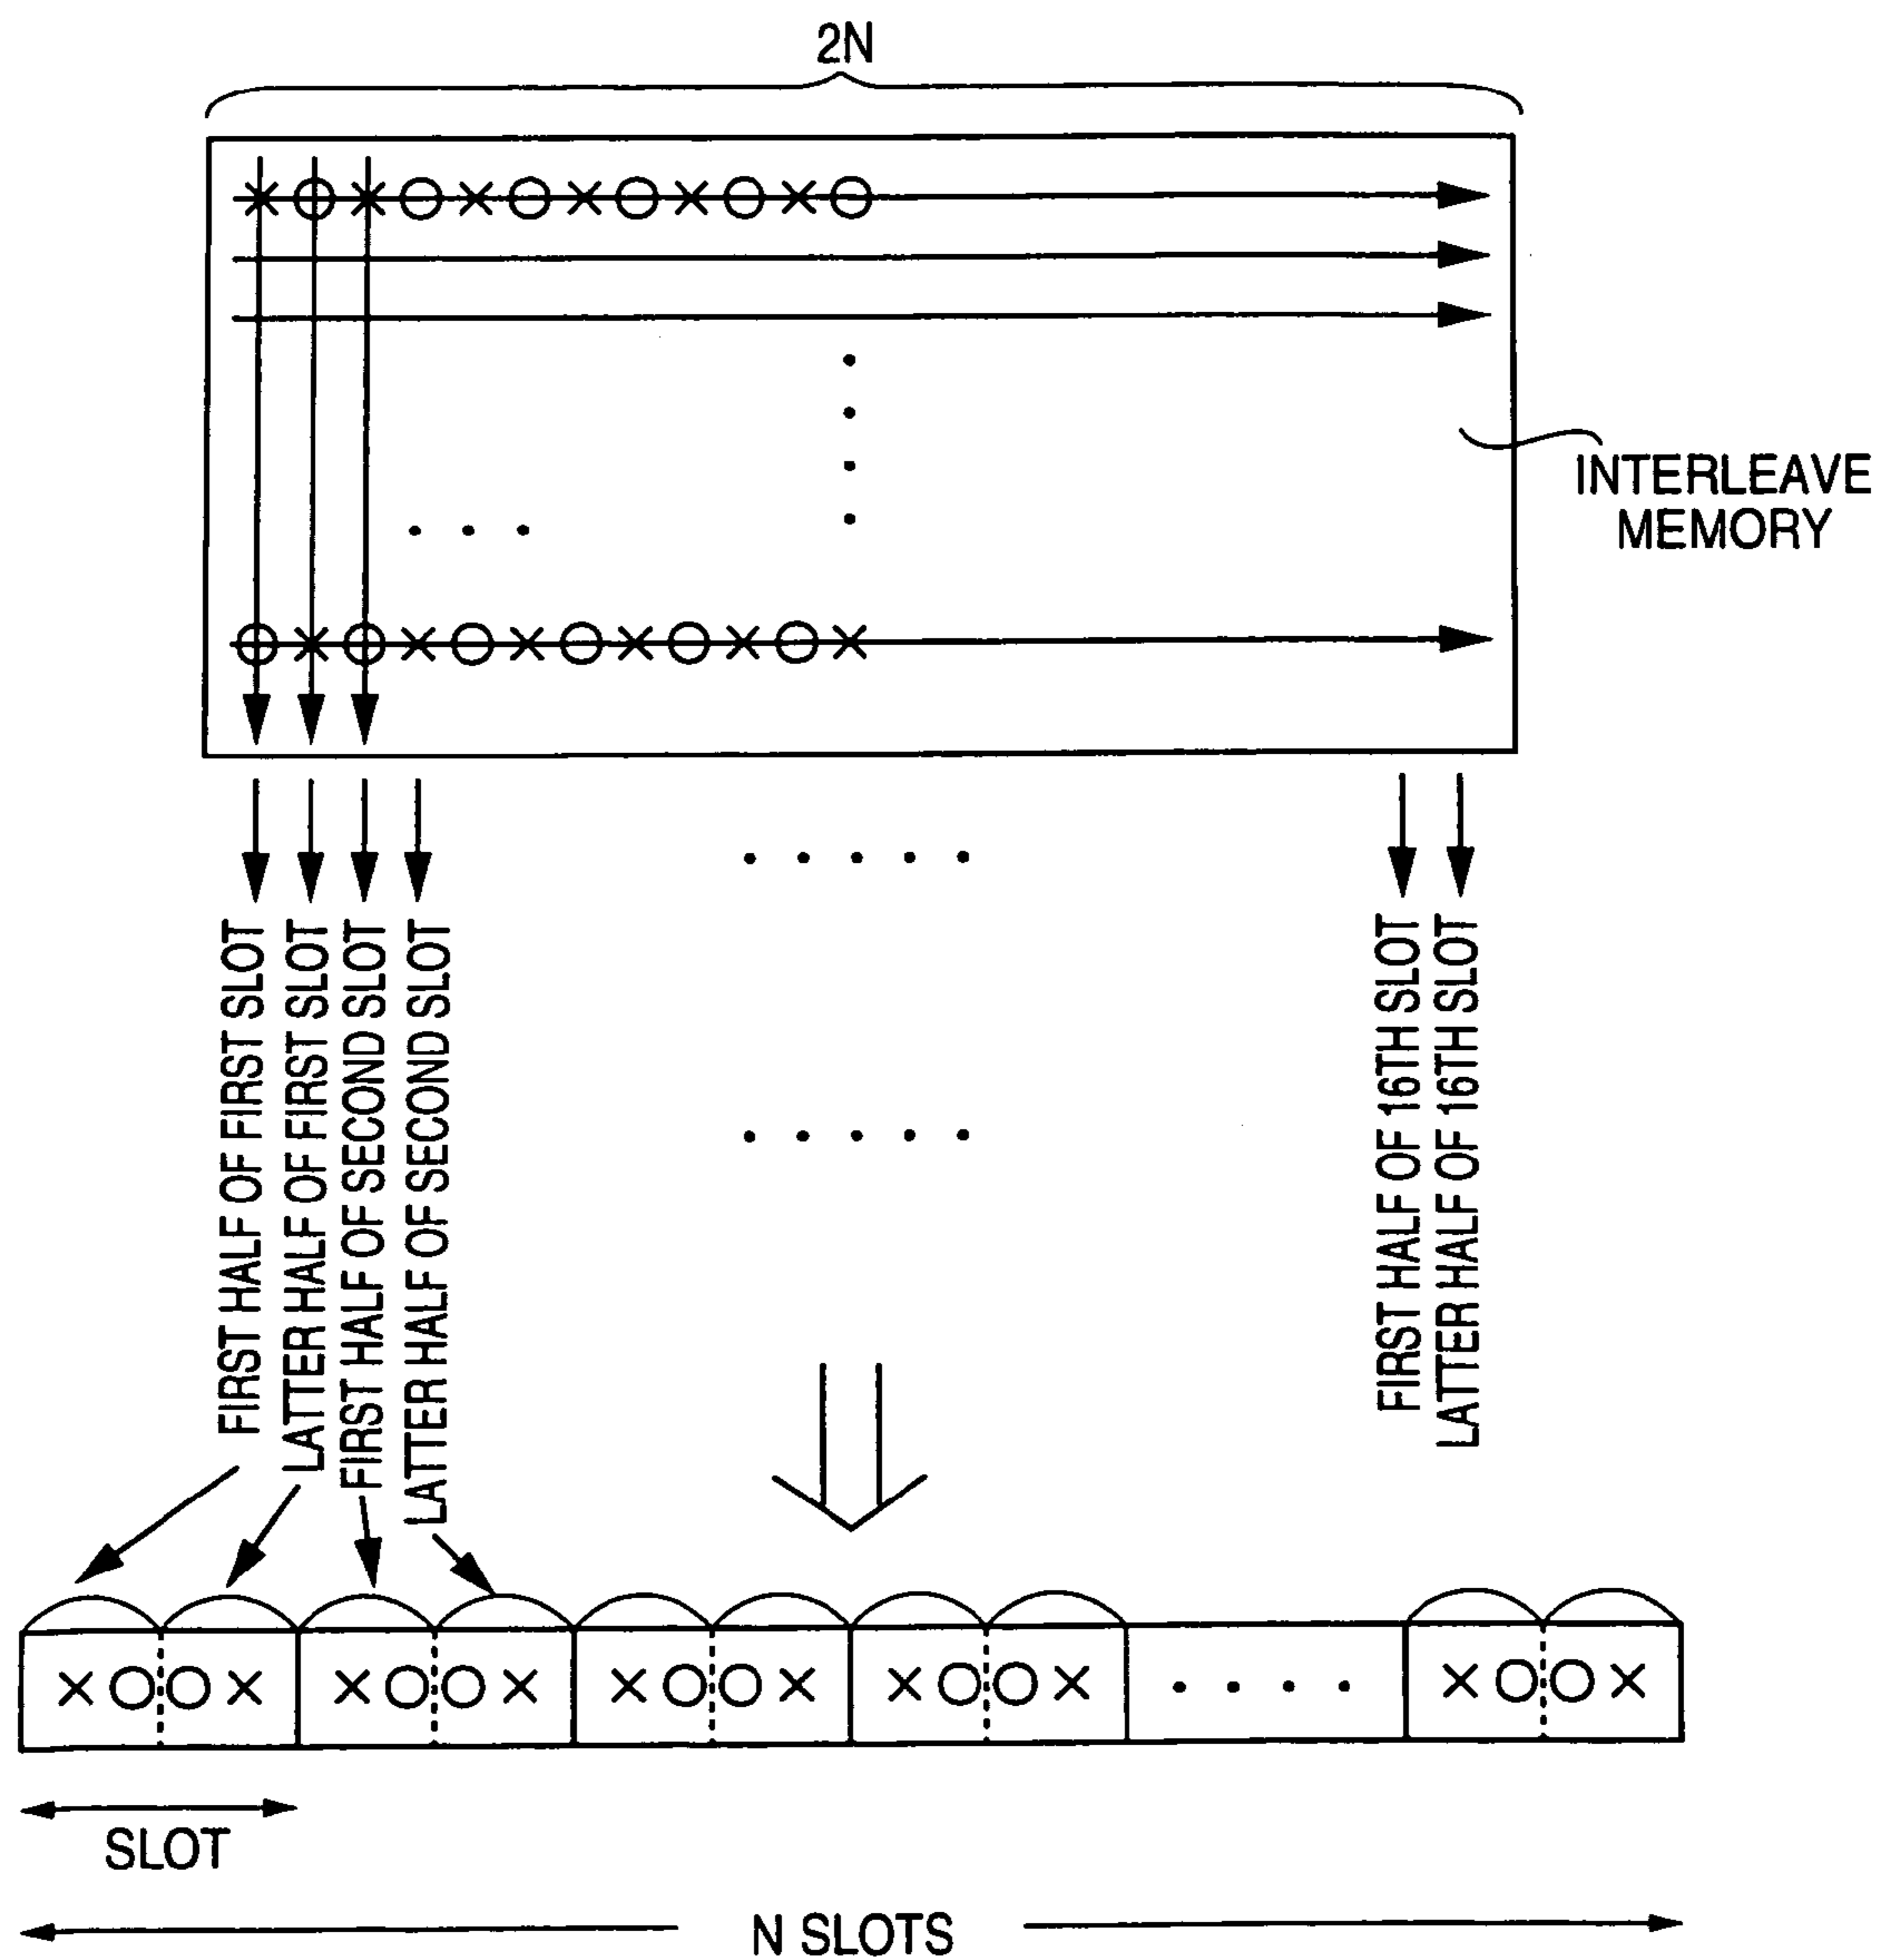 2N
INTERLEAVE
MEMORY
FIRST HALF OF FIRST SLOT
LATTER HALF OF FIRST SLOT
FIRST HALF OF SECOND SLOT
LATTER HALF OF SECOND SLOT
FIRST HALF OF 16TH SLOT
LATTER HALF OF 16TH SLOT
SLOT
N SLOTS